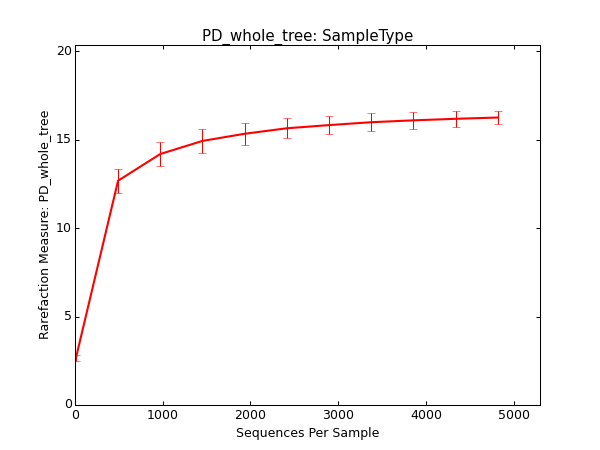 PD_whole_tree: SampleType
20
15
10
5
0
Rarefaction Measure: PD_whole_tree
0 1000 2000 3000 4000 5000
Sequences Per Sample